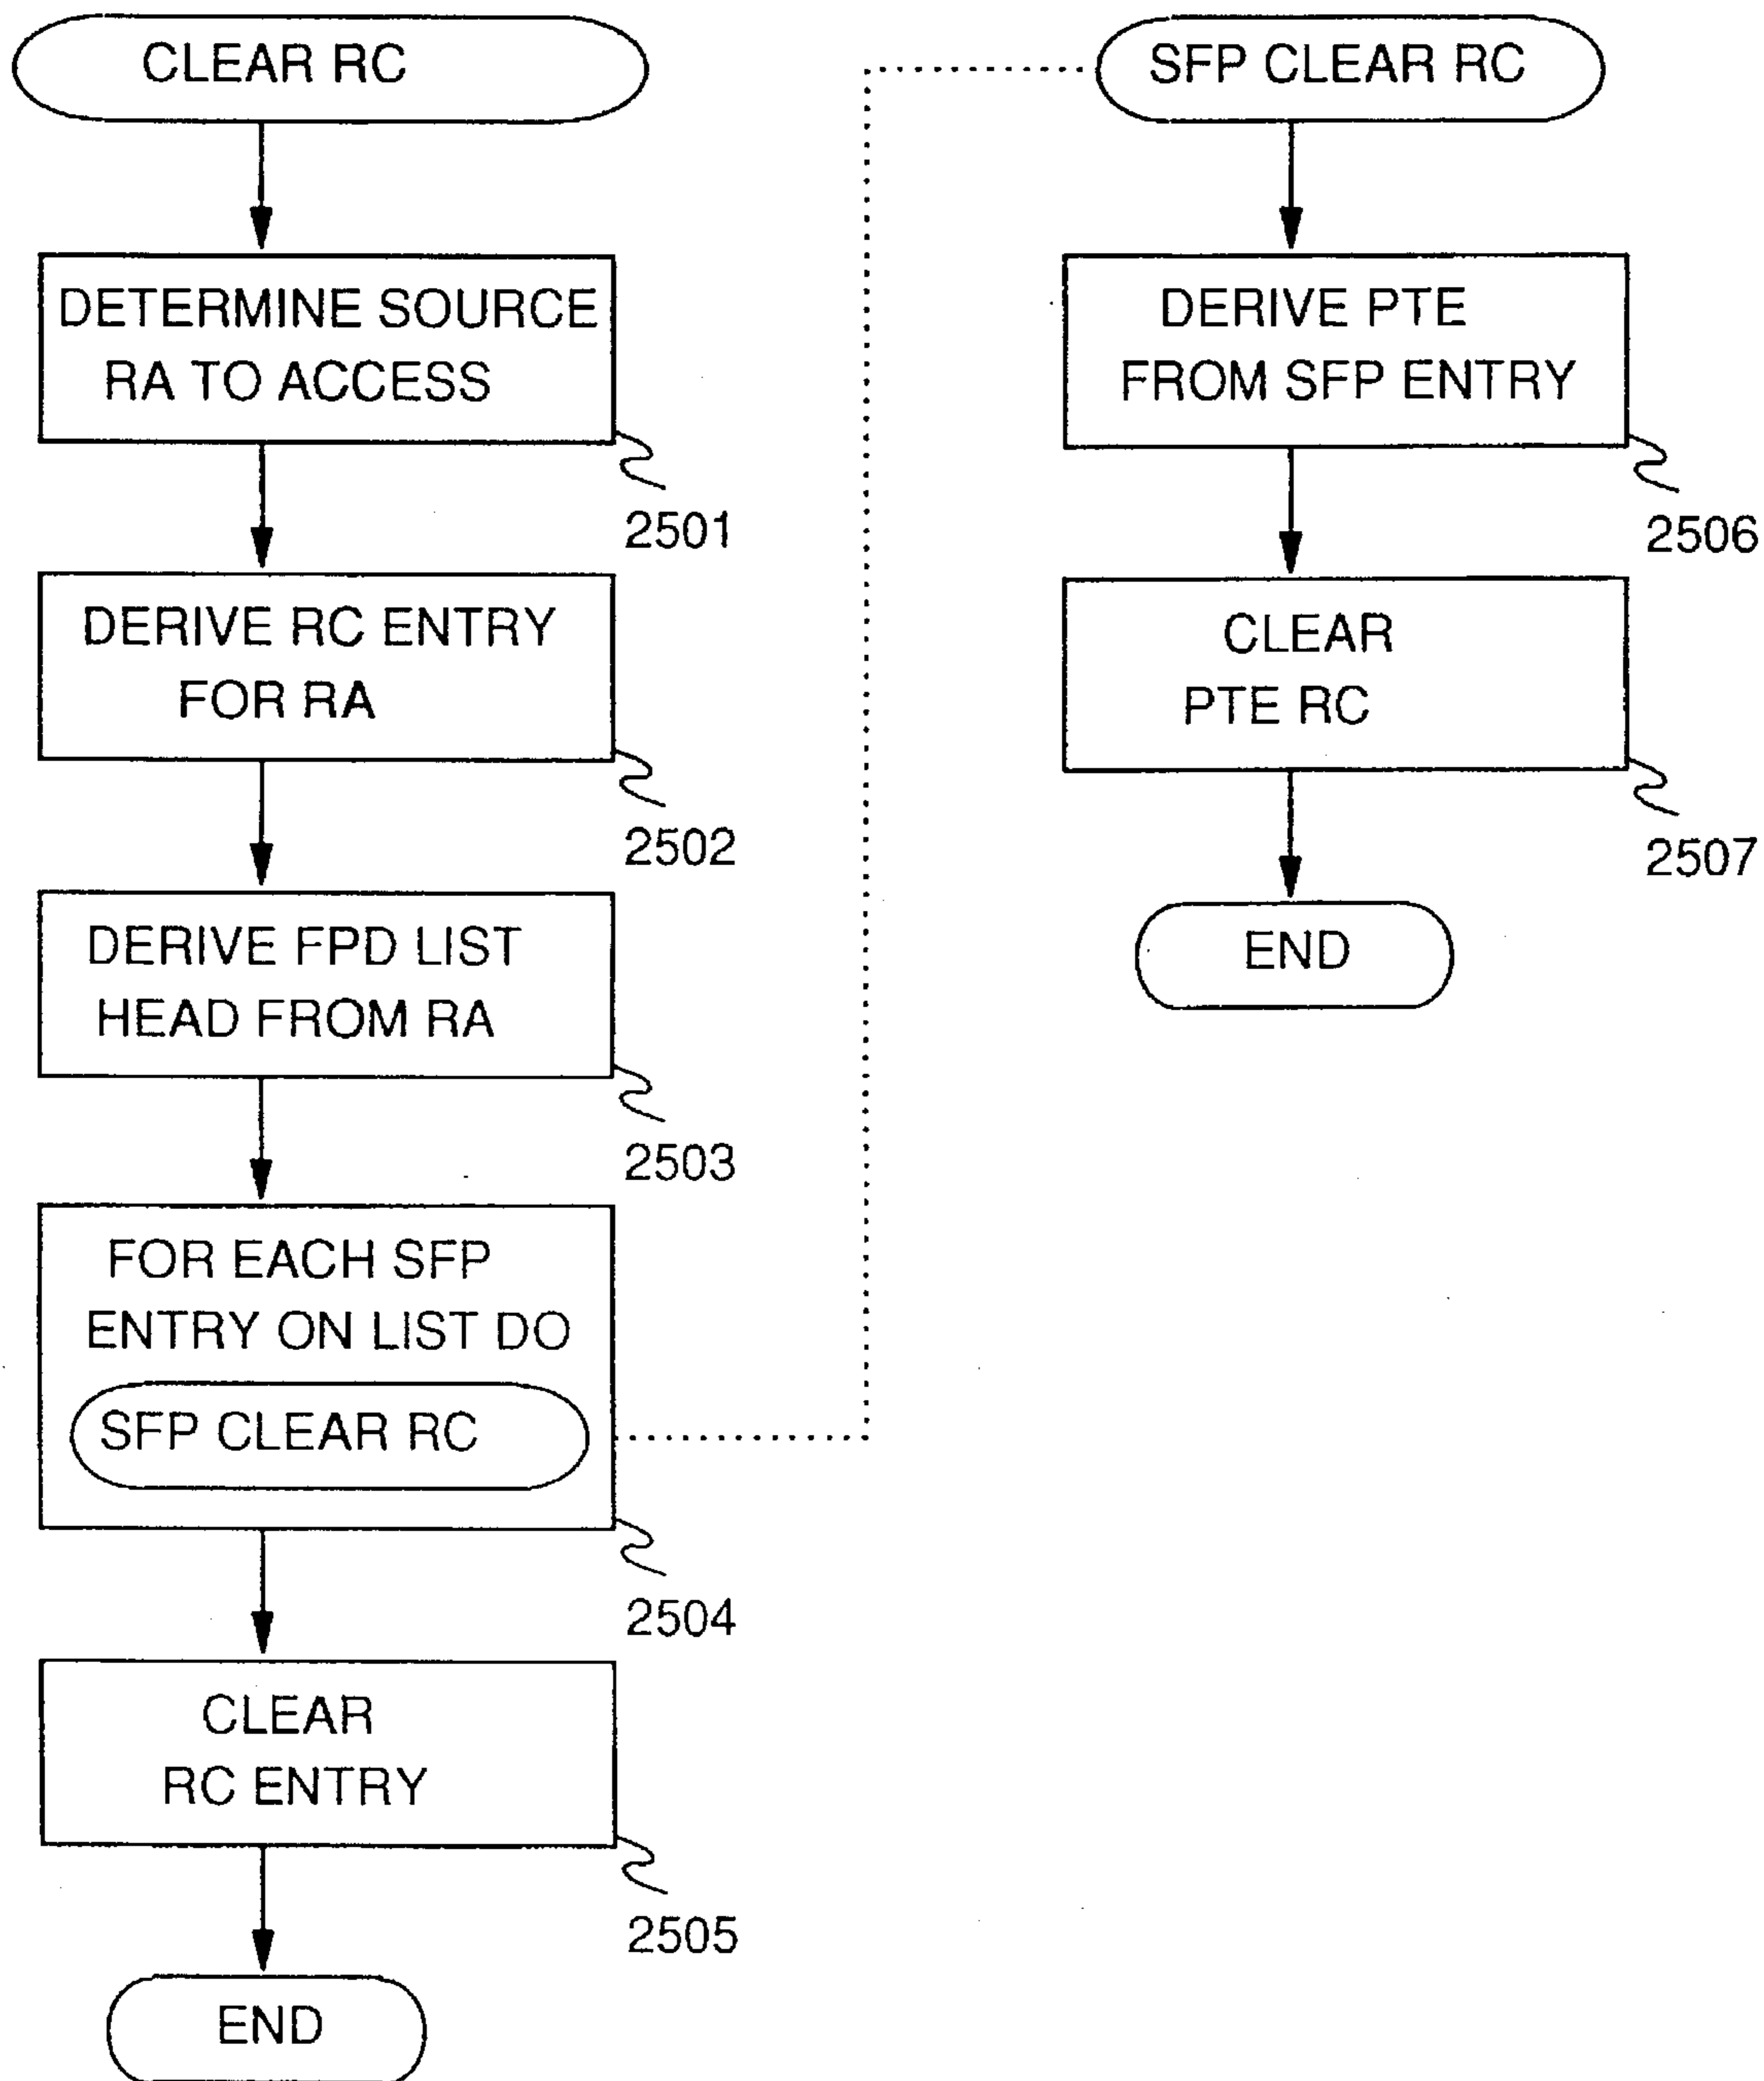 CLEAR RC
DETERMINE SOURCE
RA TO ACCESS
2501
DERIVE RC ENTRY
FOR RA
2502
DERIVE FPD LIST
HEAD FROM RA
2503
FOR EACH SFP
ENTRY ON LIST DO
SFP CLEAR RC
2504
CLEAR
RC ENTRY
2505
END
SFP CLEAR RC
DERIVE PTE
FROM SFP ENTRY
2506
CLEAR
PTE RC
2507
END